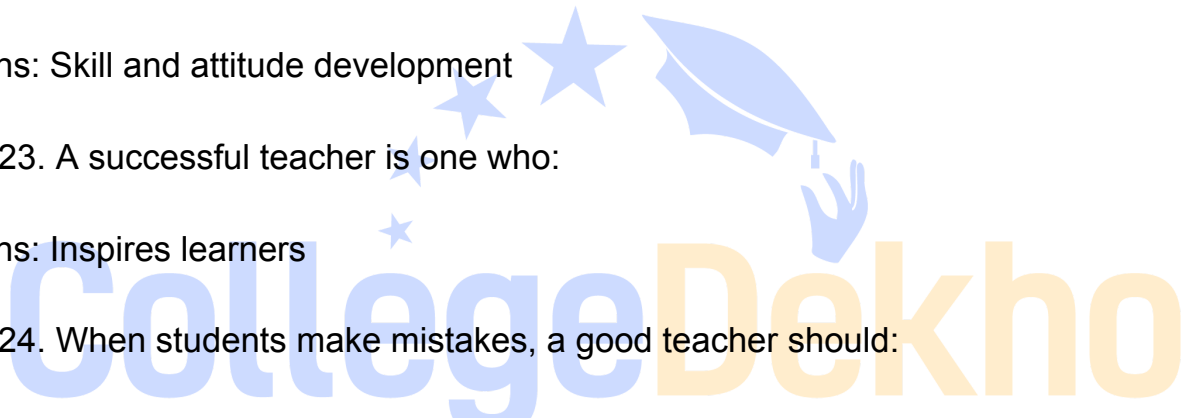 ns: Skill and attitude development
23. A successful teacher is one who:
ns: Inspires learners
24. When students make mistakes, a good teacher should:
CollegeDekho